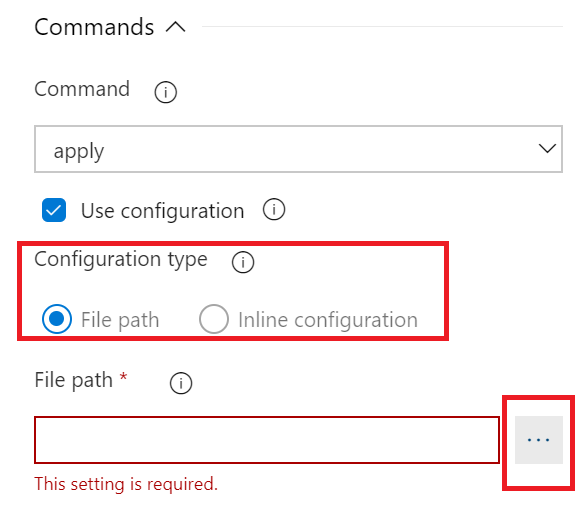 Commands
Command
apply
Use configuration
Configuration type
File path Inline configuration
File path *
...
This setting is required.